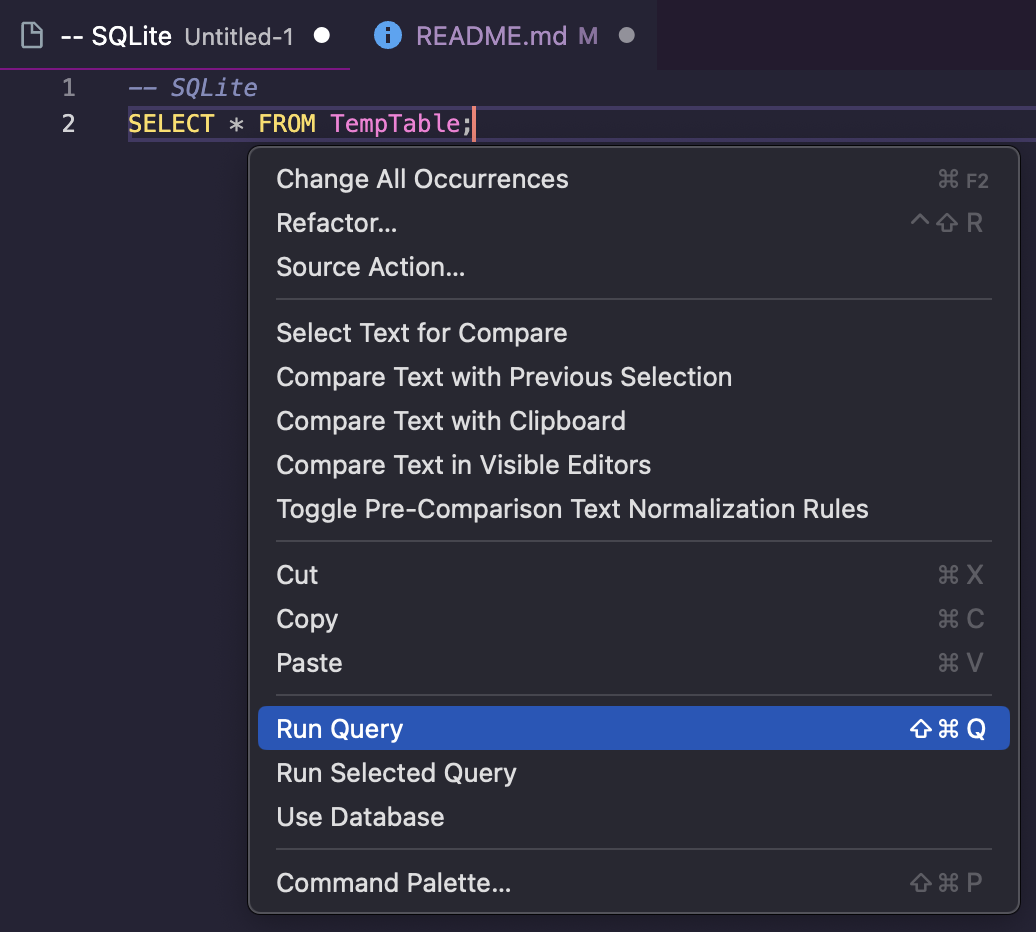 -- SQLite Untitled-1 ● README.md M ●
1 -- SQLite
2 SELECT * FROM TempTable;
Change All Occurrences ⌘ F2
Refactor... ^⇧ R
Source Action...
Select Text for Compare
Compare Text with Previous Selection
Compare Text with Clipboard
Compare Text in Visible Editors
Toggle Pre-Comparison Text Normalization Rules
Cut ⌘ X
Copy ⌘ C
Paste ⌘ V
Run Query ⇧⌘ Q
Run Selected Query
Use Database
Command Palette... ⇧⌘ P